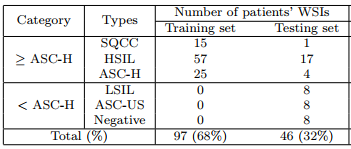 Category Types Number of patients' WSIs
Training set Testing set
≥ ASC-H SQCC 15 1
HSIL 57 17
ASC-H 25 4
< ASC-H LSIL 0 8
ASC-US 0 8
Negative 0 8
Total (%) 97 (68%) 46 (32%)